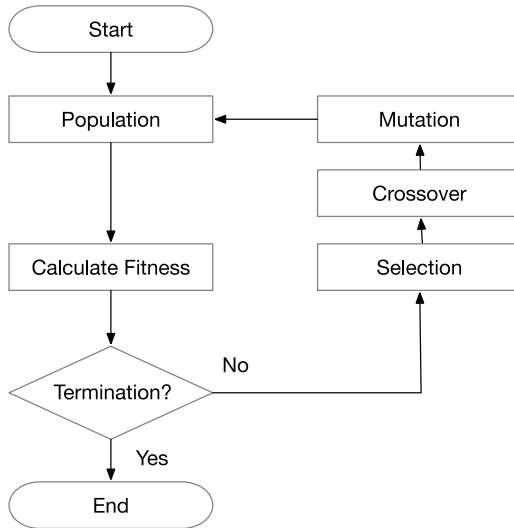 Start
Population
Mutation
Crossover
Calculate Fitness
Selection
No
Termination?
Yes
End